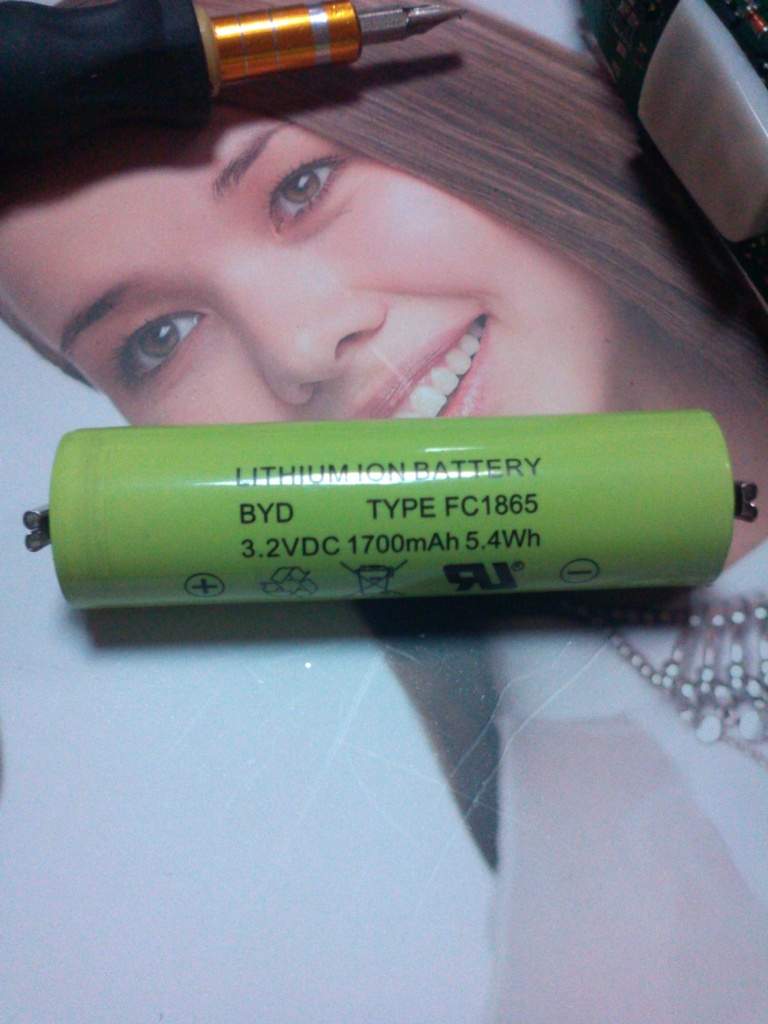 LITHIUM ION BATTERY
BYD TYPE FC1865
3.2VDC 1700mAh 5.4Wh